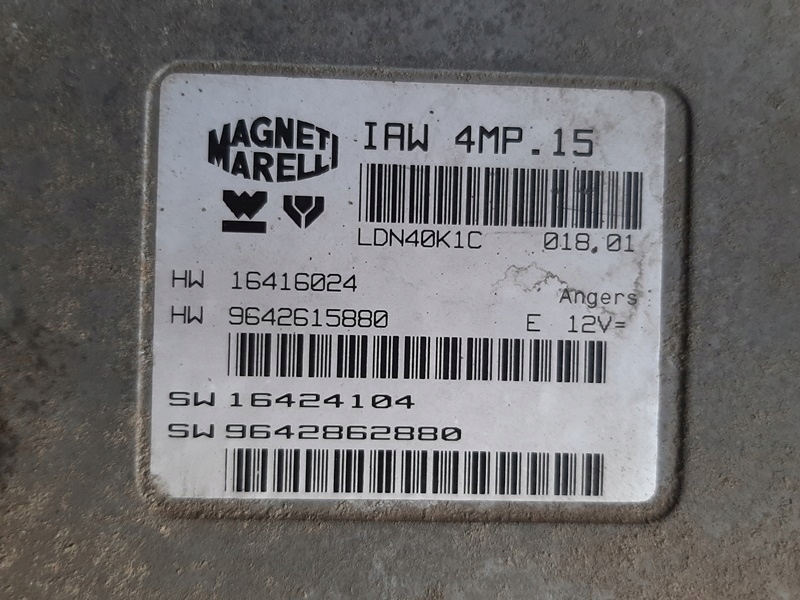 MAGNETI
MARELLI
IAW 4MP.15
LDN40K1C 018.01
HW 16416024
Angers
HW 9642615880 E 12V=
SW 16424104
SW 9642862880